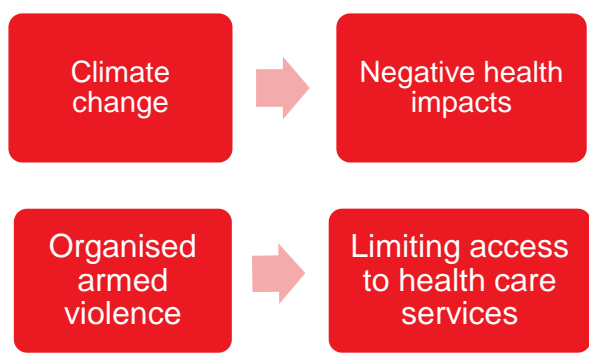 Climate
change
Negative health
impacts
Organised
armed
violence
Limiting access
to health care
services